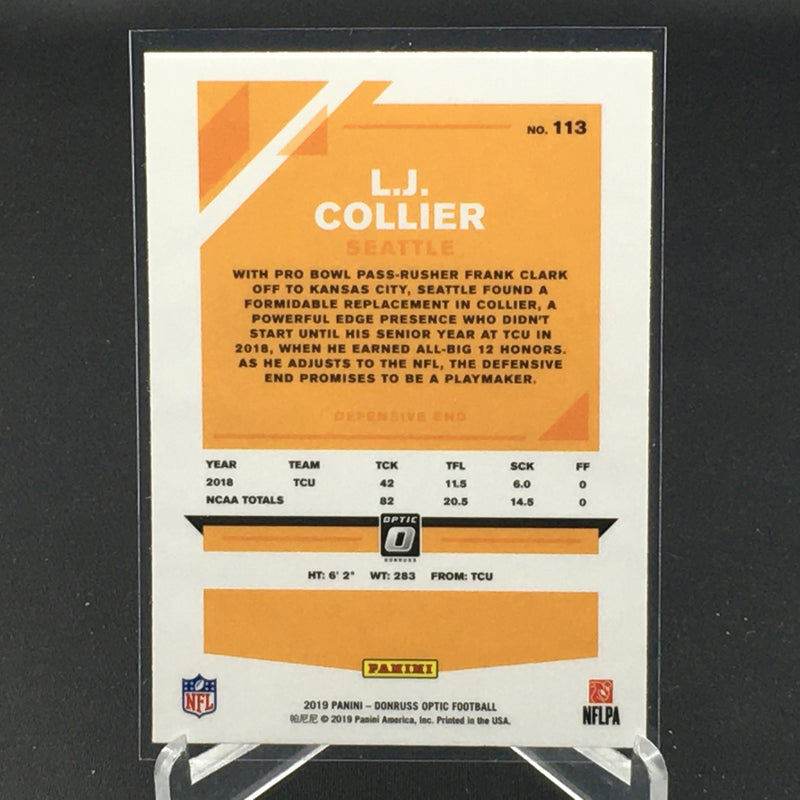 NO. 113
L.J.
COLLIER
SEATTLE
WITH PRO BOWL PASS-RUSHER FRANK CLARK
OFF TO KANSAS CITY, SEATTLE FOUND A
FORMIDABLE REPLACEMENT IN COLLIER, A
POWERFUL EDGE PRESENCE WHO DIDN'T
START UNTIL HIS SENIOR YEAR AT TCU IN
2018, WHEN HE EARNED ALL-BIG 12 HONORS.
AS HE ADJUSTS TO THE NFL, THE DEFENSIVE
END PROMISES TO BE A PLAYMAKER.
DEFENSIVE END
YEAR TEAM TCK TFL SCK FF
2018 TCU 42 11.5 6.0 0
NCAA TOTALS 82 20.5 14.5 0
OPTIC
O
DONRUSS
HT: 6' 2" WT: 283 FROM: TCU
PANINI
NFL
NFLPA
2019 PANINI – DONRUSS OPTIC FOOTBALL
帕尼尼 © 2019 Panini America, Inc. Printed in the USA.